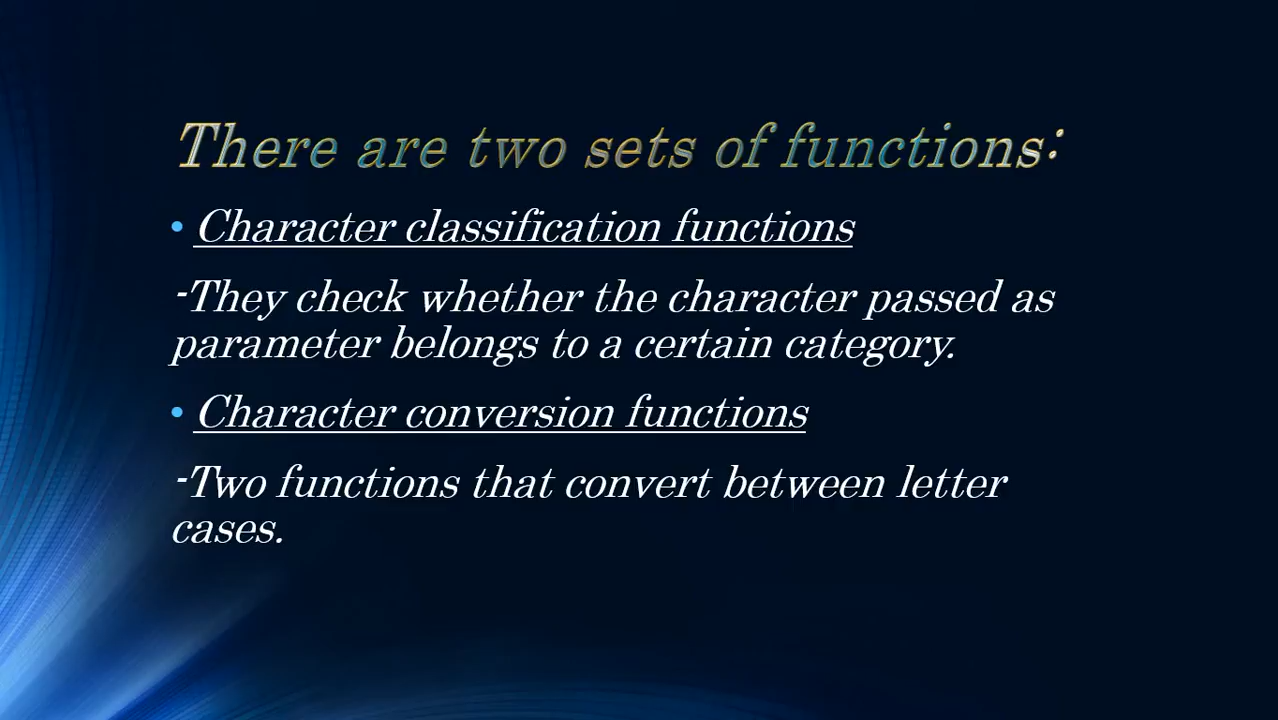 There are two sets of functions:
• Character classification functions
-They check whether the character passed as
parameter belongs to a certain category.
• Character conversion functions
-Two functions that convert between letter
cases.